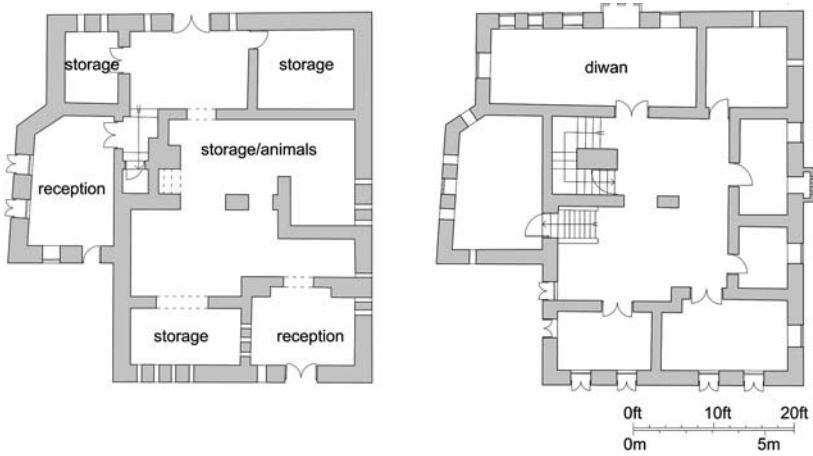 storage
storage
storage/animals
reception
storage
reception
diwan
0ft 10ft 20ft
0m 5m